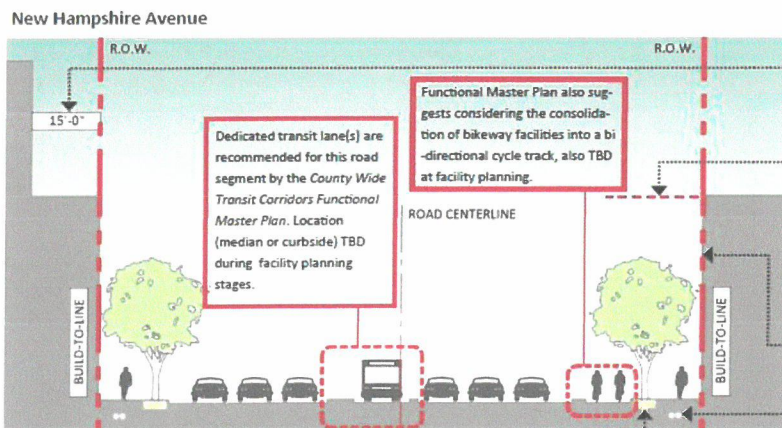 New Hampshire Avenue
R.O.W.
R.O.W.
15'-0"
Functional Master Plan also sug-
gests considering the consolida-
tion of bikeway facilities into a bi
-directional cycle track, also TBD
at facility planning.
Dedicated transit lane(s) are
recommended for this road
segment by the County Wide
Transit Corridors Functional
Master Plan. Location
(median or curbside) TBD
during facility planning
stages.
ROAD CENTERLINE
BUILD-TO-LINE
BUILD-TO-LINE